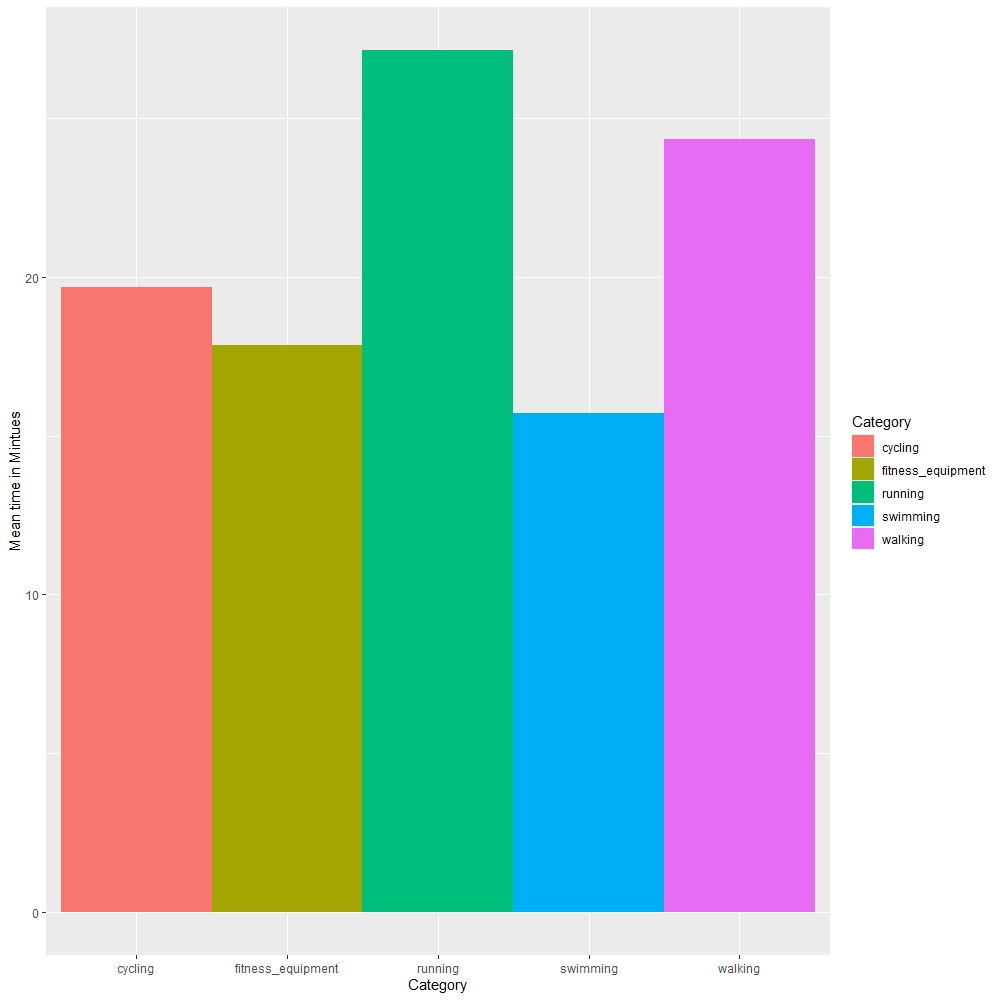 Mean time in Mintues
20
10
0
cycling
fitness_equipment
running
swimming
walking
Category
Category
cycling
fitness_equipment
running
swimming
walking